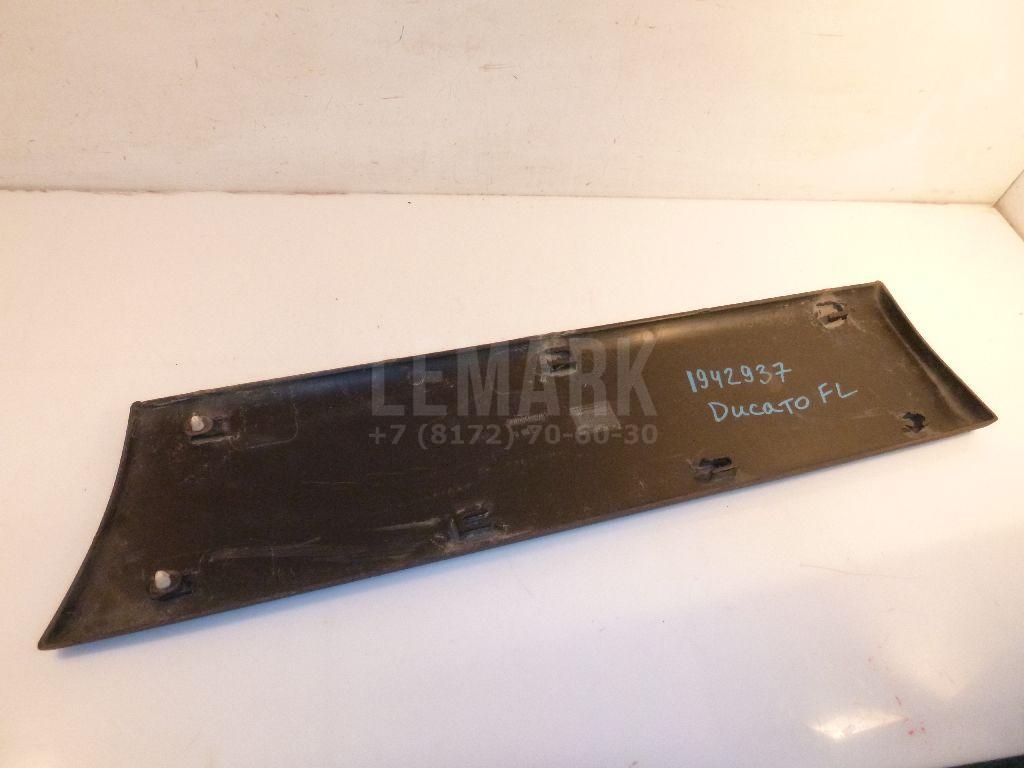 LEMARK
+7 (8172) 70-60-30
1942937
Ducato FL